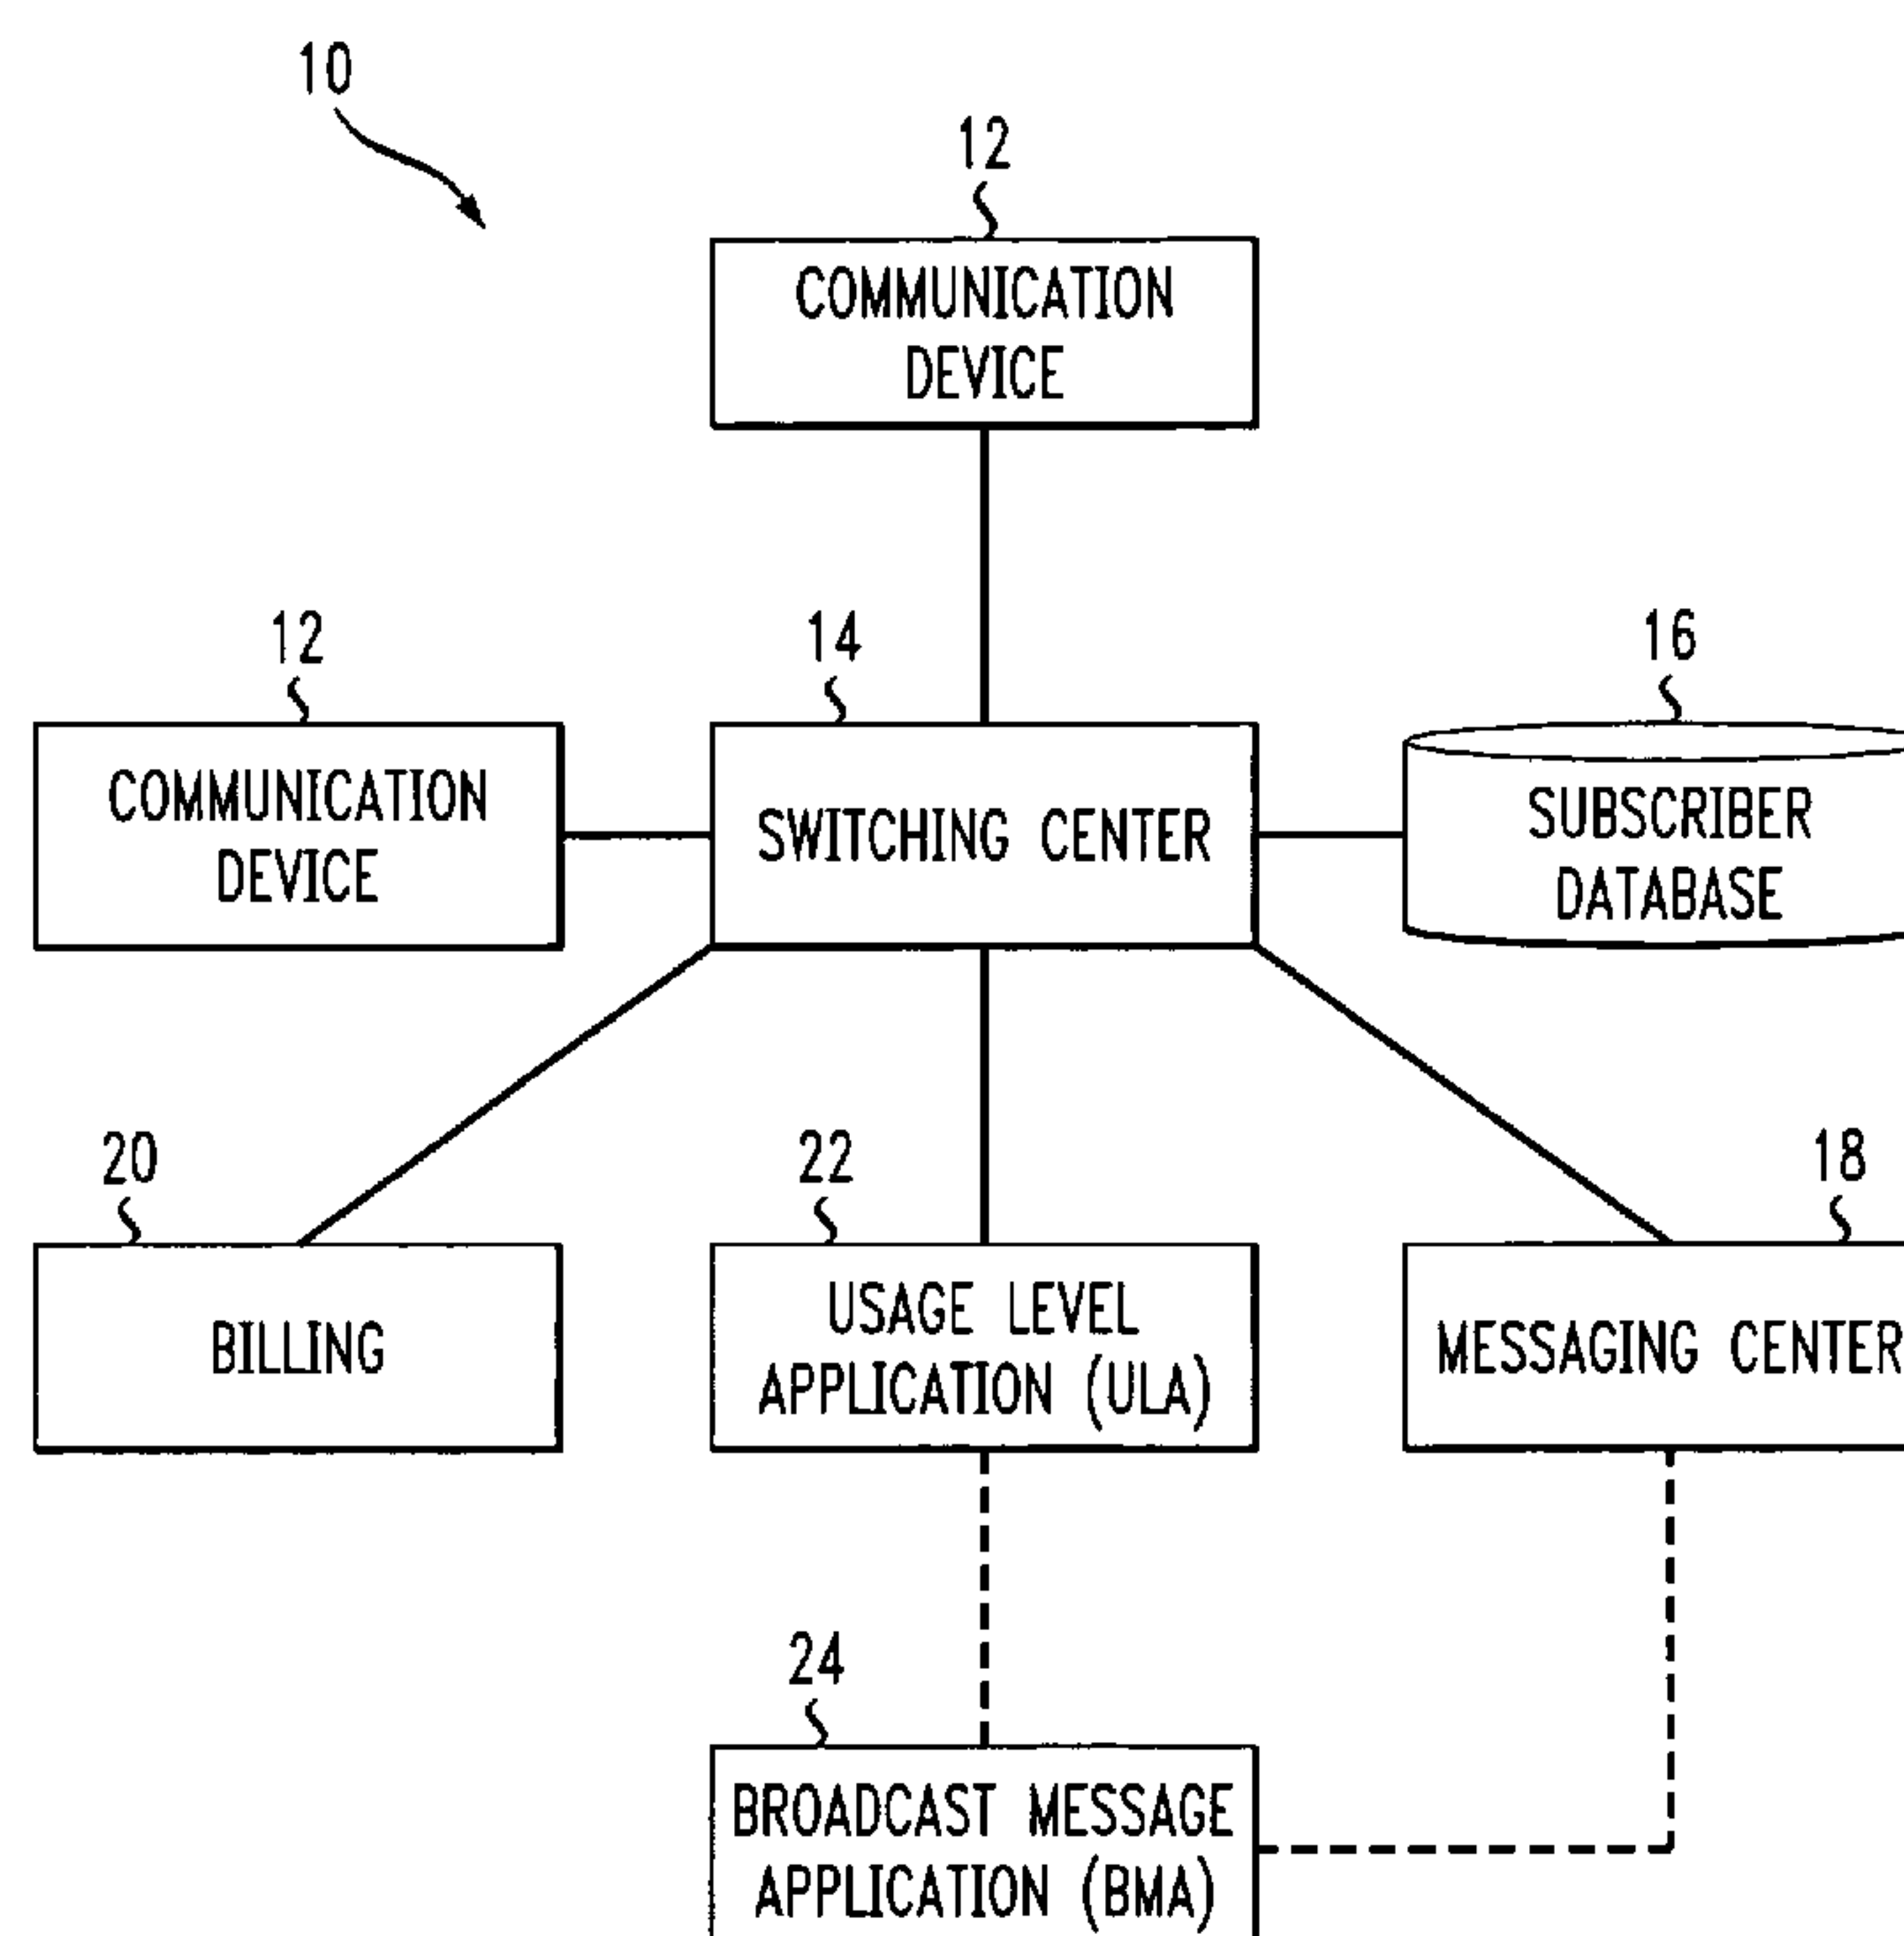 10
12
COMMUNICATION
DEVICE
12
14
16
COMMUNICATION
DEVICE
SWITCHING CENTER
SUBSCRIBER
DATABASE
20
22
18
BILLING
USAGE LEVEL
APPLICATION (ULA)
MESSAGING CENTER
24
BROADCAST MESSAGE
APPLICATION (BMA)